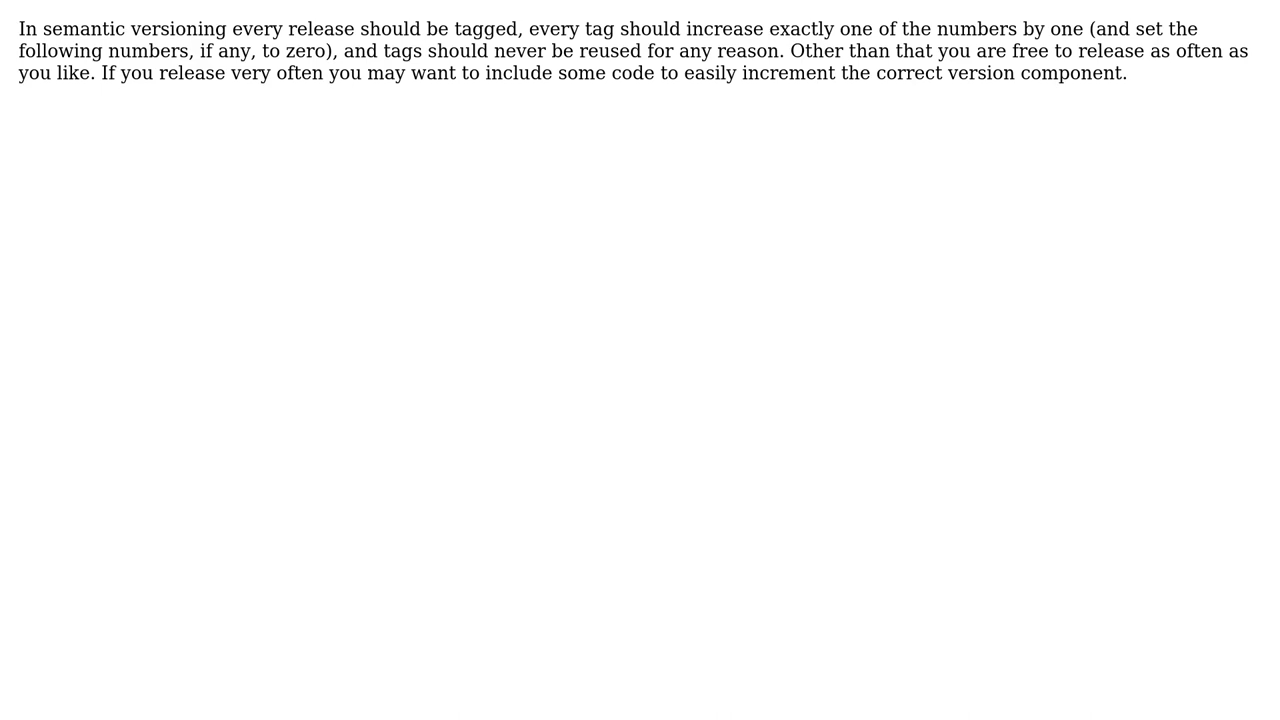 In semantic versioning every release should be tagged, every tag should increase exactly one of the numbers by one (and set the
following numbers, if any, to zero), and tags should never be reused for any reason. Other than that you are free to release as often as
you like. If you release very often you may want to include some code to easily increment the correct version component.